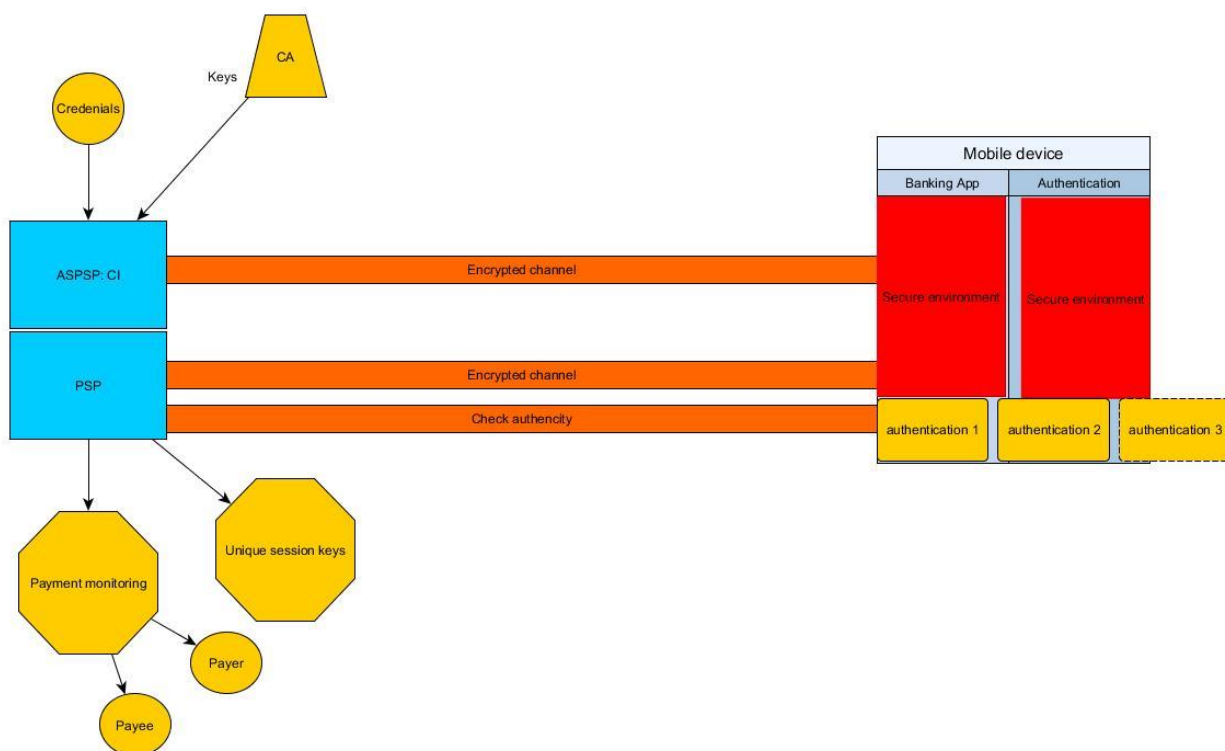 CA
Keys
Credenials
Mobile device
Banking App
Authentication
ASPSP: CI
Encrypted channel
Secure environment
Secure environment
PSP
Encrypted channel
Check authencity
authentication 1
authentication 2
authentication 3
Unique session keys
Payment monitoring
Payer
Payee